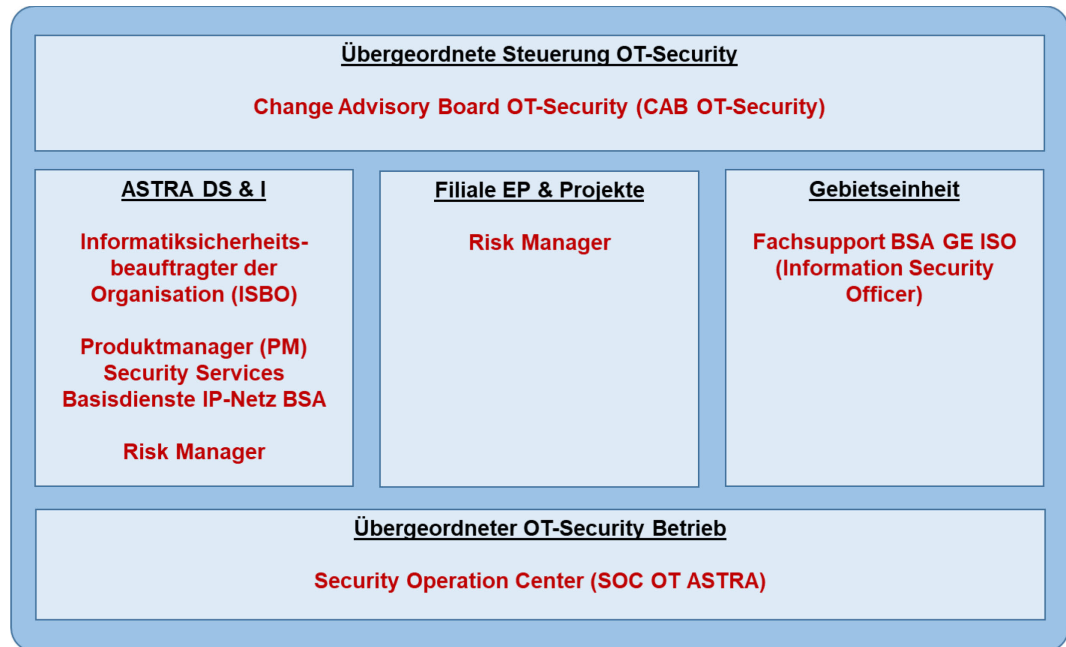 Übergeordnete Steuerung OT-Security
Change Advisory Board OT-Security (CAB OT-Security)
ASTRA DS & I
Informatiksicherheits-
beauftragter der
Organisation (ISBO)
Produktmanager (PM)
Security Services
Basisdienste IP-Netz BSA
Risk Manager
Filiale EP & Projekte
Risk Manager
Gebietseinheit
Fachsupport BSA GE ISO
(Information Security
Officer)
Übergeordneter OT-Security Betrieb
Security Operation Center (SOC OT ASTRA)